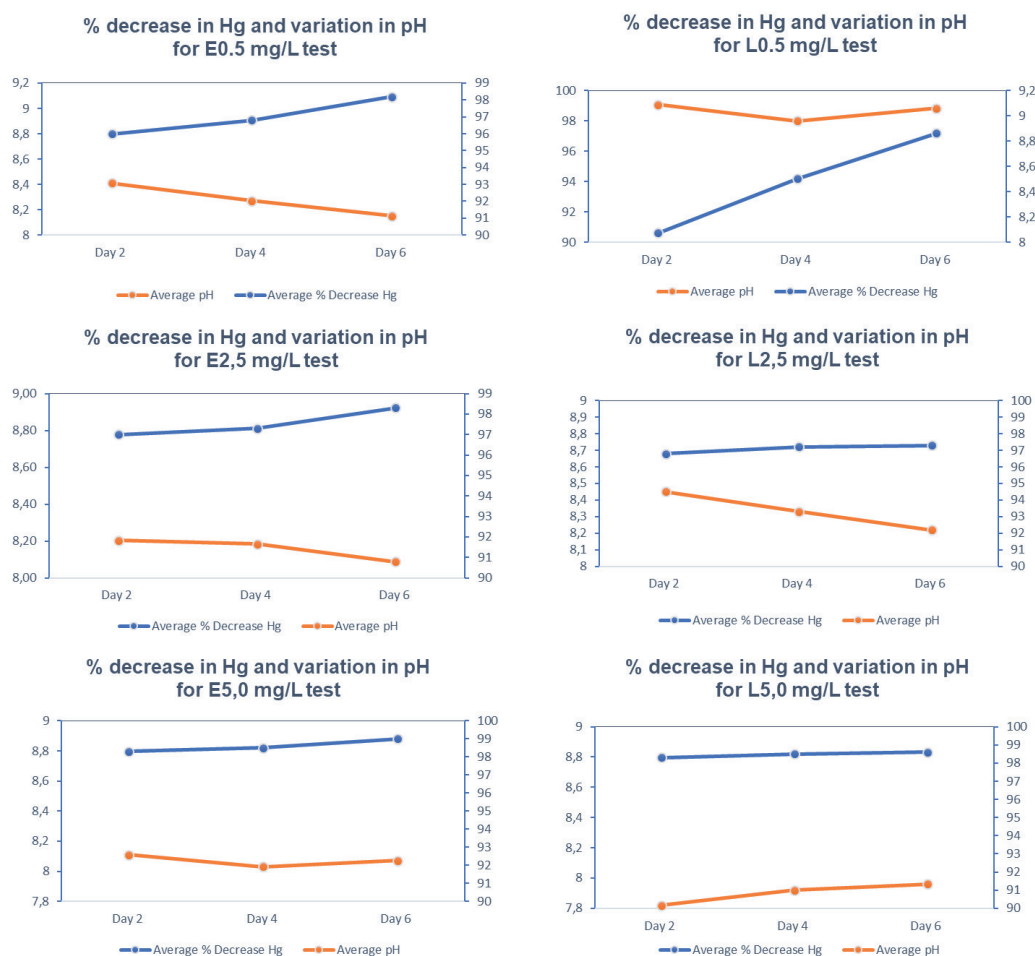 % decrease in Hg and variation in pH
for E0.5 mg/L test
9,2
9
8,8
8,6
8,4
8,2
8
99
98
97
96
95
94
93
92
91
90
Day 2
Day 4
Day 6
Average pH
Average % Decrease Hg
% decrease in Hg and variation in pH
for L0.5 mg/L test
100
98
96
94
92
90
9,2
9
8,8
8,6
8,4
8,2
8
Day 2
Day 4
Day 6
Average pH
Average % Decrease Hg
% decrease in Hg and variation in pH
for E2,5 mg/L test
9,00
8,80
8,60
8,40
8,20
8,00
99
98
97
96
95
94
93
92
91
90
Day 2
Day 4
Day 6
Average % Decrease Hg
Average pH
% decrease in Hg and variation in pH
for L2,5 mg/L test
9
8,9
8,8
8,7
8,6
8,5
8,4
8,3
8,2
8,1
8
100
99
98
97
96
95
94
93
92
91
90
Day 2
Day 4
Day 6
Average % Decrease Hg
Average pH
% decrease in Hg and variation in pH
for E5,0 mg/L test
9
8,8
8,6
8,4
8,2
8
7,8
100
99
98
97
96
95
94
93
92
91
90
Day 2
Day 4
Day 6
Average % Decrease Hg
Average pH
% decrease in Hg and variation in pH
for L5,0 mg/L test
9
8,8
8,6
8,4
8,2
8
7,8
100
99
98
97
96
95
94
93
92
91
90
Day 2
Day 4
Day 6
Average % Decrease Hg
Average pH